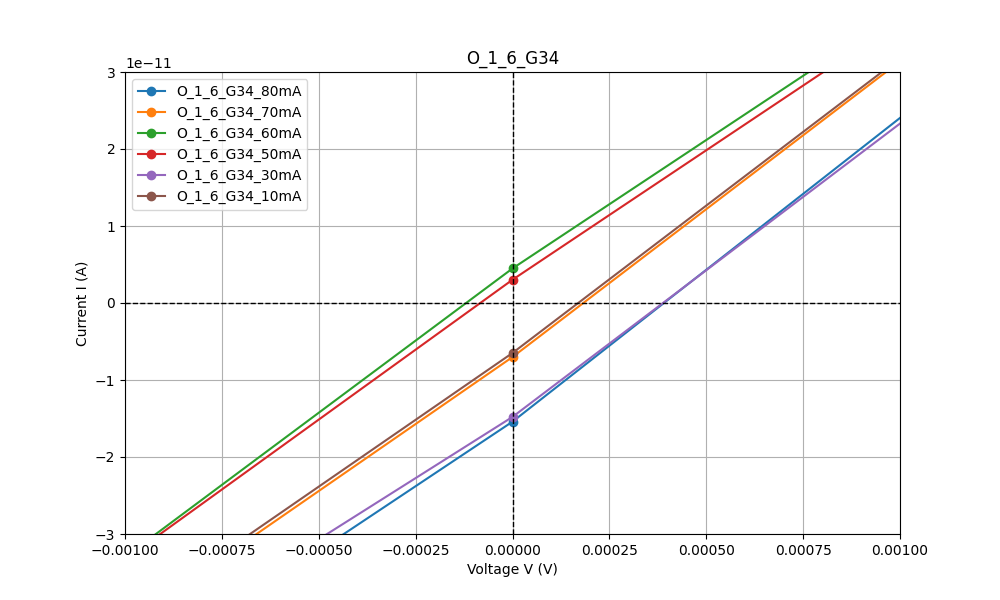 O_1_6_G34
1e−11
3
2
1
0
−1
−2
−3
Current I (A)
O_1_6_G34_80mA
O_1_6_G34_70mA
O_1_6_G34_60mA
O_1_6_G34_50mA
O_1_6_G34_30mA
O_1_6_G34_10mA
−0.00100 −0.00075 −0.00050 −0.00025 0.00000 0.00025 0.00050 0.00075 0.00100
Voltage V (V)